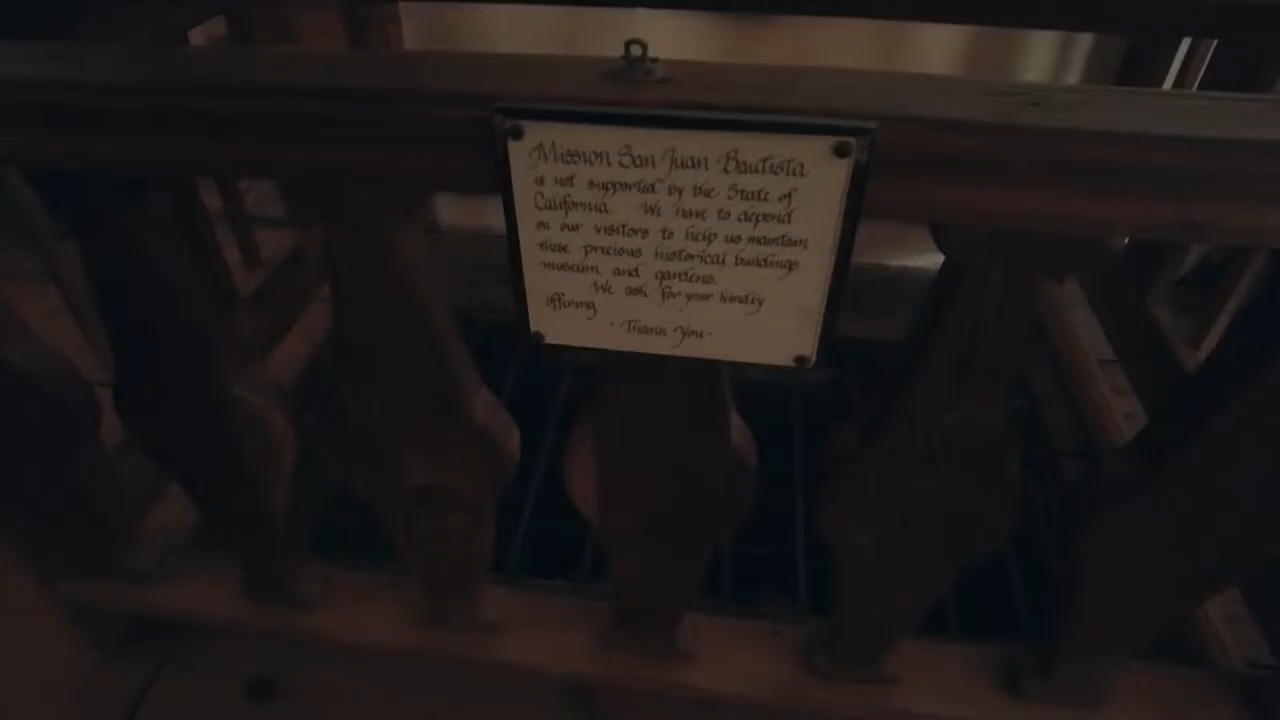 Mission San Juan Bautista
is not supported by the State of
California. We have to depend
on our visitors to help us maintain
these precious historical buildings
museum, and gardens.
We ask for your kindly
offering
· Thank You ·